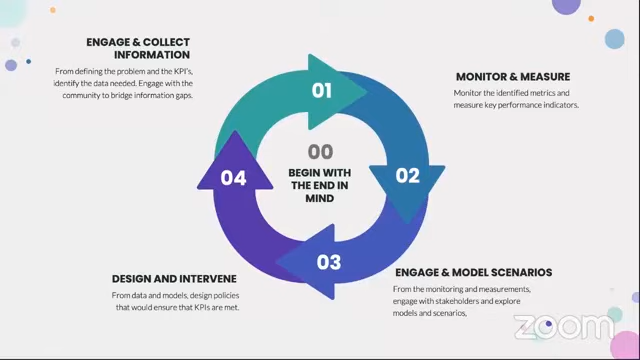 ENGAGE & COLLECT
INFORMATION
From defining the problem and the KPI's,
identify the data needed. Engage with the
community to bridge information gaps.
01
MONITOR & MEASURE
Monitor the identified metrics and
measure key performance indicators.
00
BEGIN WITH
THE END IN
MIND
04
02
03
DESIGN AND INTERVENE
From data and models, design policies
that would ensure that KPIs are met.
ENGAGE & MODEL SCENARIOS
From the monitoring and measurements,
engage with stakeholders and explore
models and scenarios,
zoom